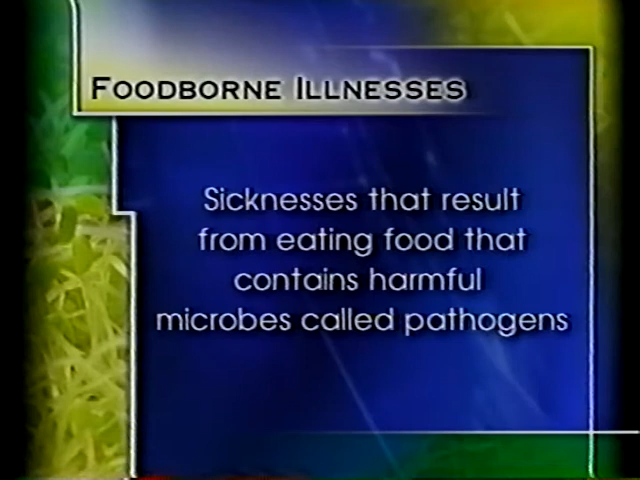 FOODBORNE ILLNESSES
Sicknesses that result
from eating food that
contains harmful
microbes called pathogens